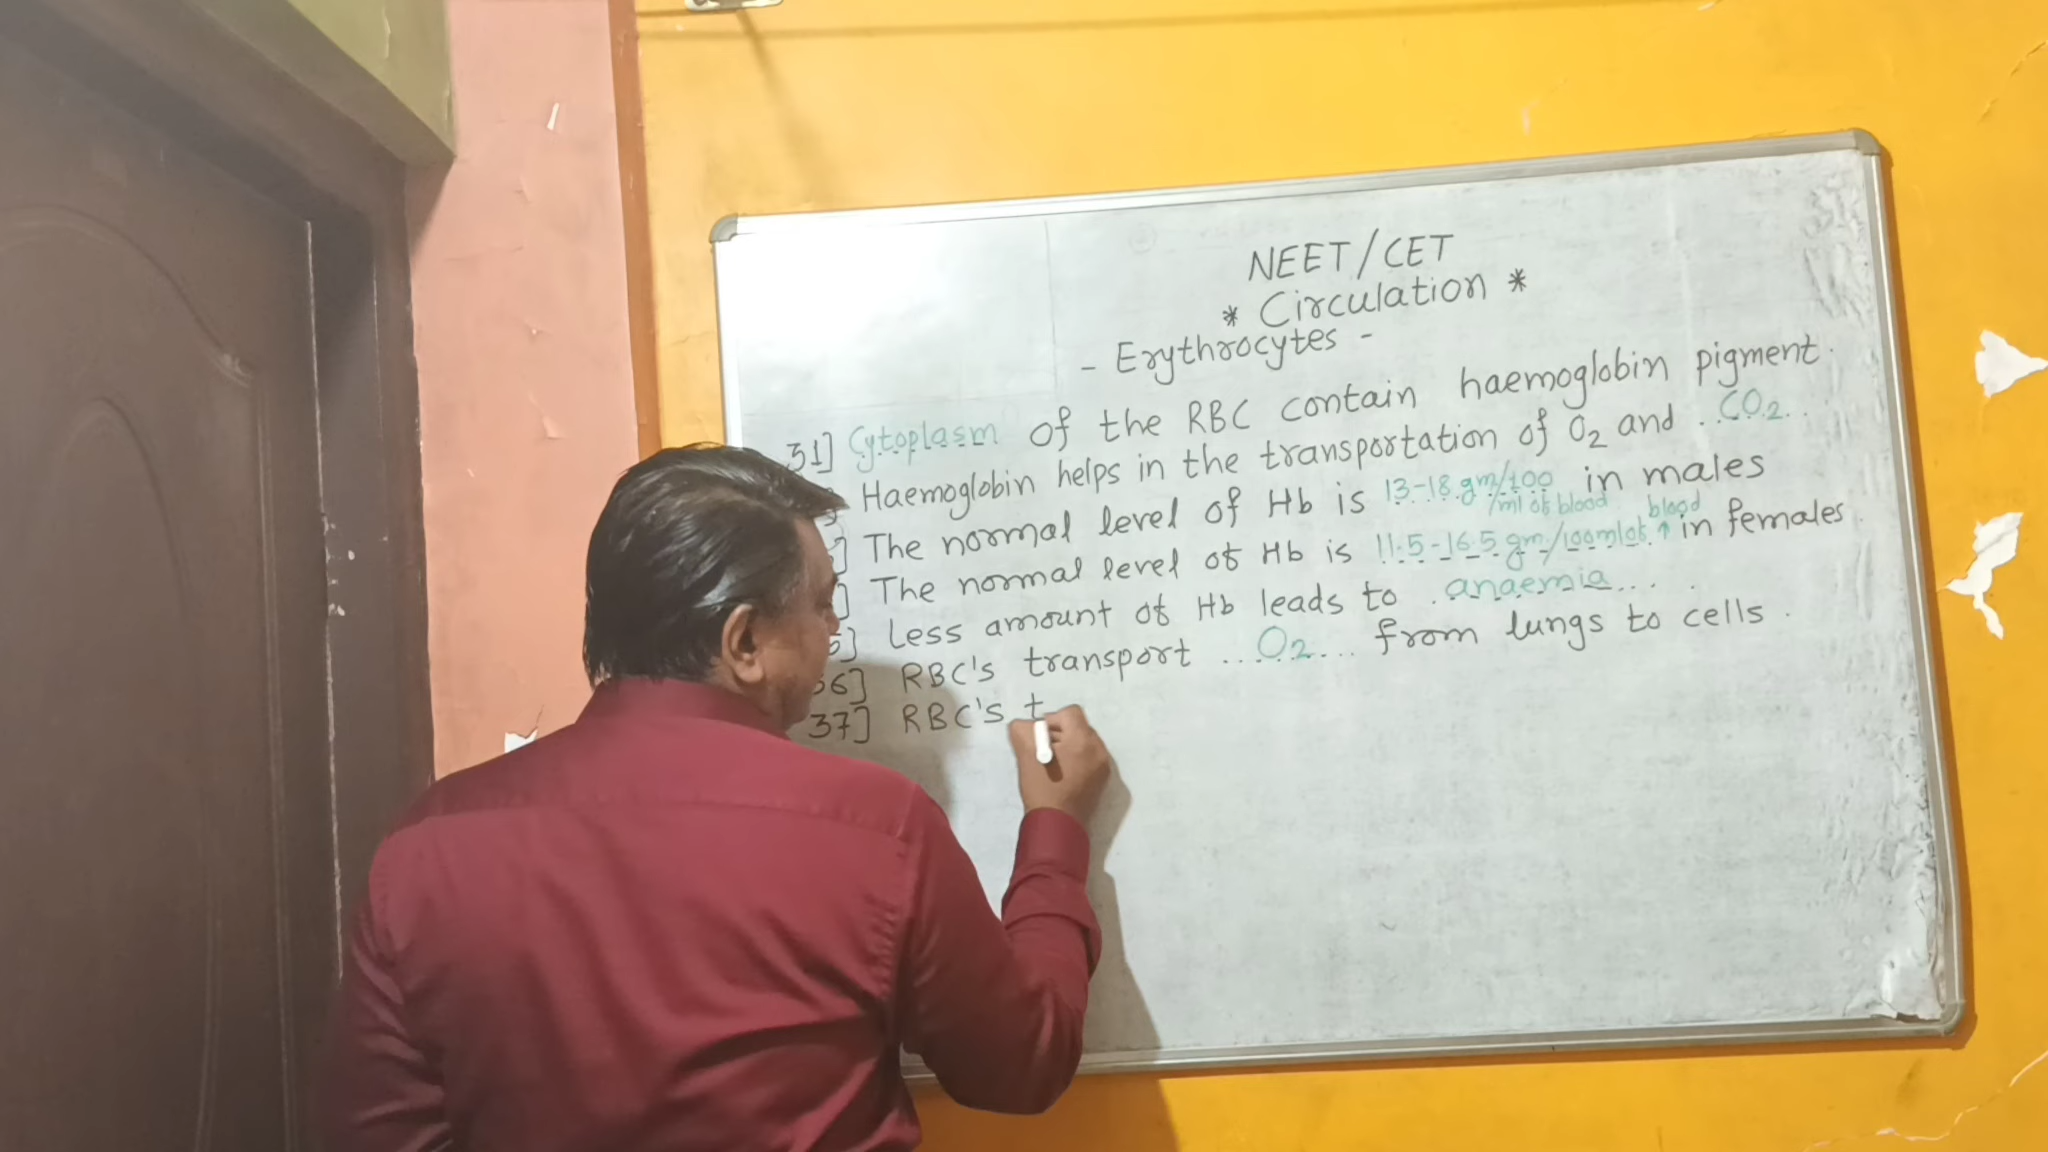 NEET/CET
* Circulation *
- Erythrocytes -
31] Cytoplasm of the RBC contain haemoglobin pigment.
] Haemoglobin helps in the transportation of O2 and ..CO2..
] The normal level of Hb is 13-18 gm/100 /ml of blood in males
] The normal level of Hb is 11.5-16.5 gm/100ml of ↑ blood in females.
5] Less amount of Hb leads to .anaemia... .
36] RBC's transport ...O2... from lungs to cells.
37] RBC's t